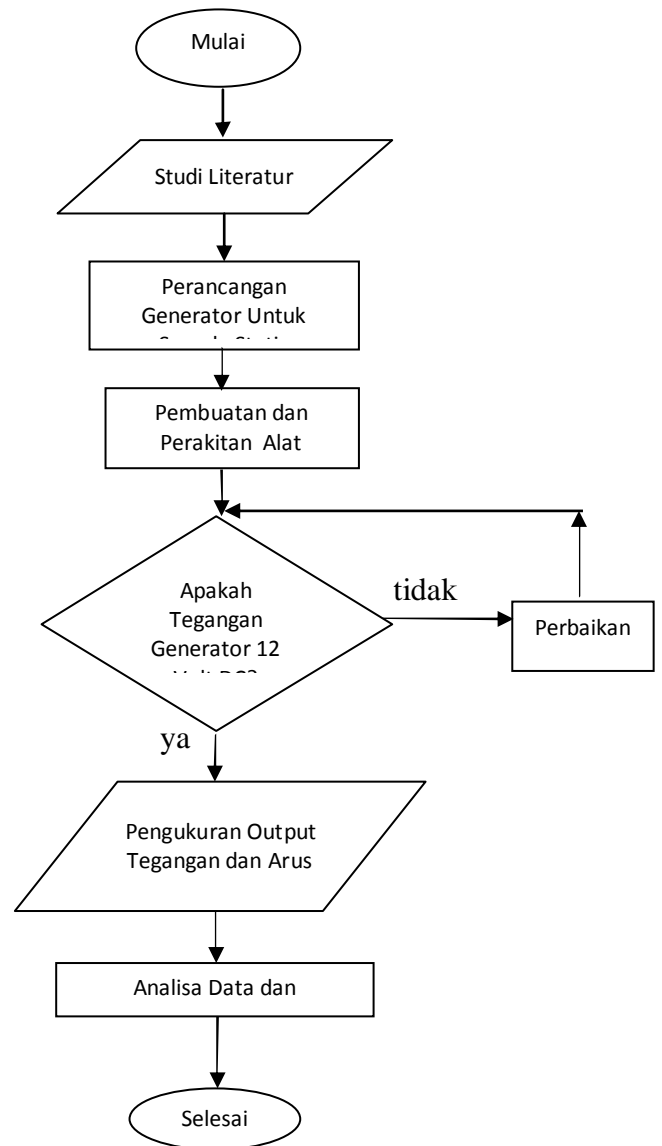 Mulai
Studi Literatur
Perancangan
Generator Untuk
Pembuatan dan
Perakitan Alat
Apakah
Tegangan
Generator 12
tidak
Perbaikan
ya
Pengukuran Output
Tegangan dan Arus
Analisa Data dan
Selesai